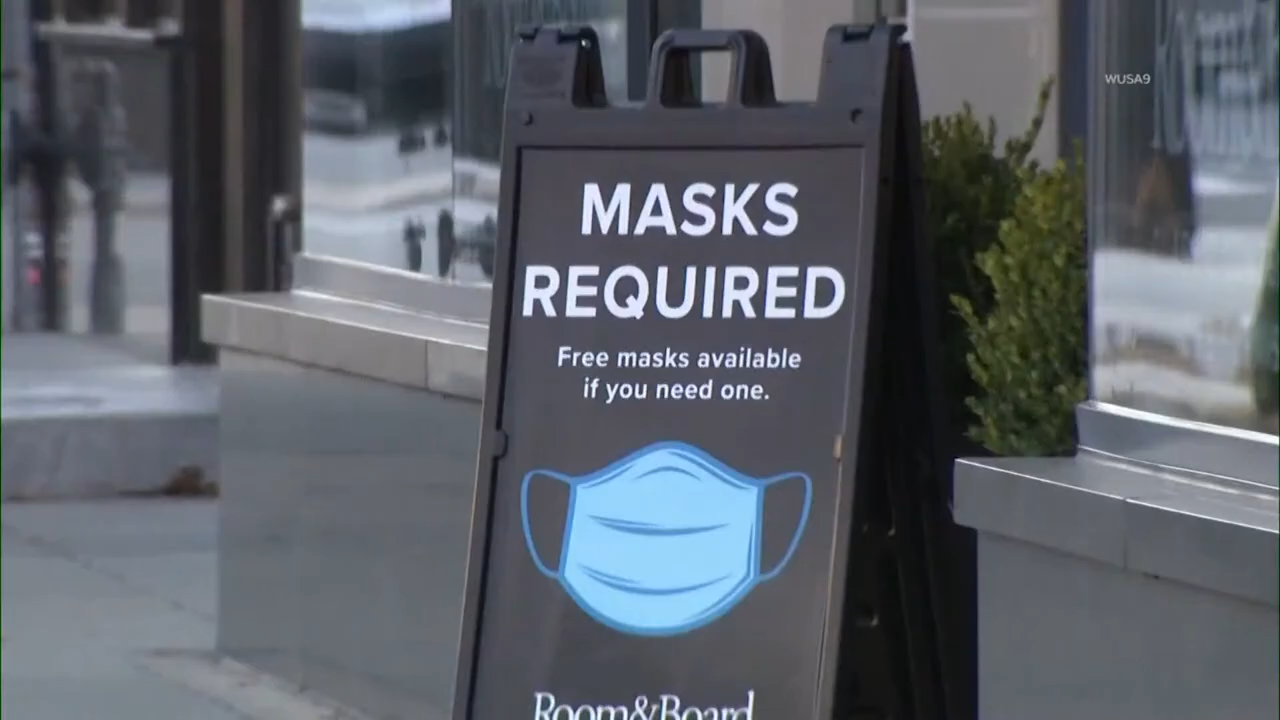 WUSA9
MASKS
REQUIRED
Free masks available
if you need one.
Room&Board